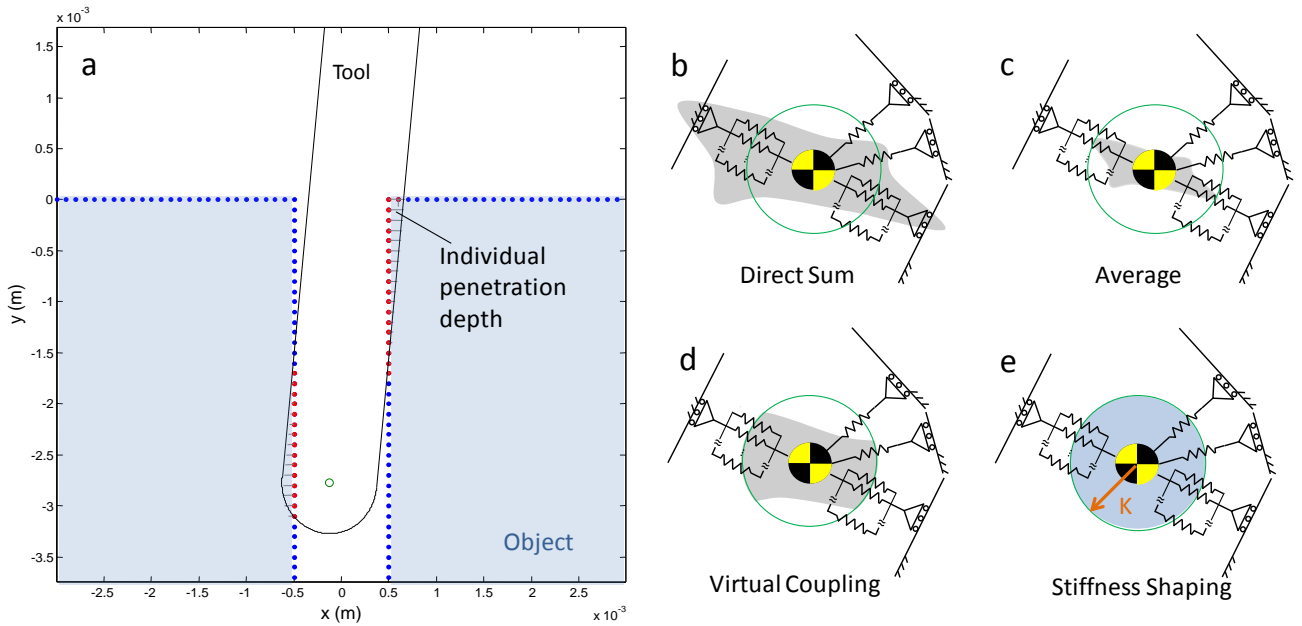 x 10⁻³
1.5
1
0.5
0
-0.5
-1
-1.5
-2
-2.5
-3
-3.5
y (m)
a
Tool
Individual
penetration
depth
Object
-2.5
-2
-1.5
-1
-0.5
0
0.5
1
1.5
2
2.5
x (m)
x 10⁻³
b
Direct Sum
c
Average
d
Virtual Coupling
e
K
Stiffness Shaping